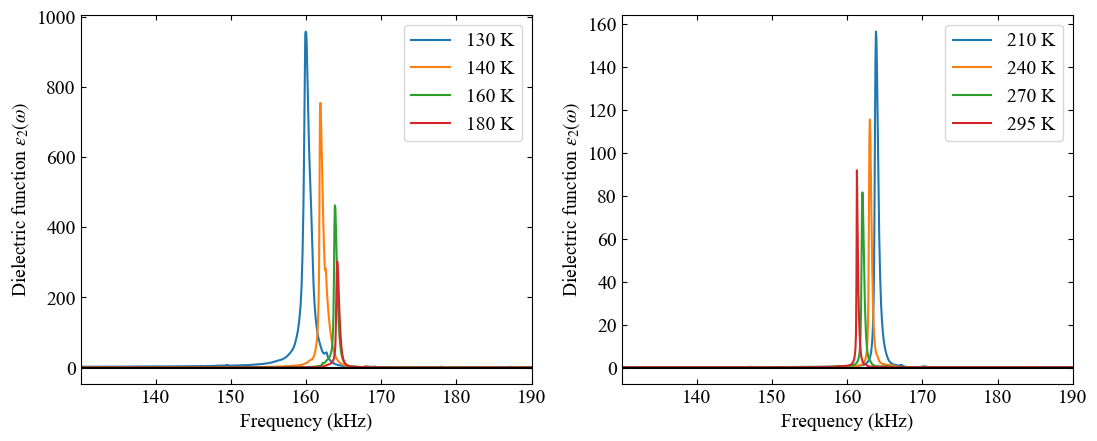 1000
800
600
400
200
0
Dielectric function ε₂(ω)
140 150 160 170 180 190
Frequency (kHz)
130 K
140 K
160 K
180 K
160
140
120
100
80
60
40
20
0
Dielectric function ε₂(ω)
140 150 160 170 180 190
Frequency (kHz)
210 K
240 K
270 K
295 K